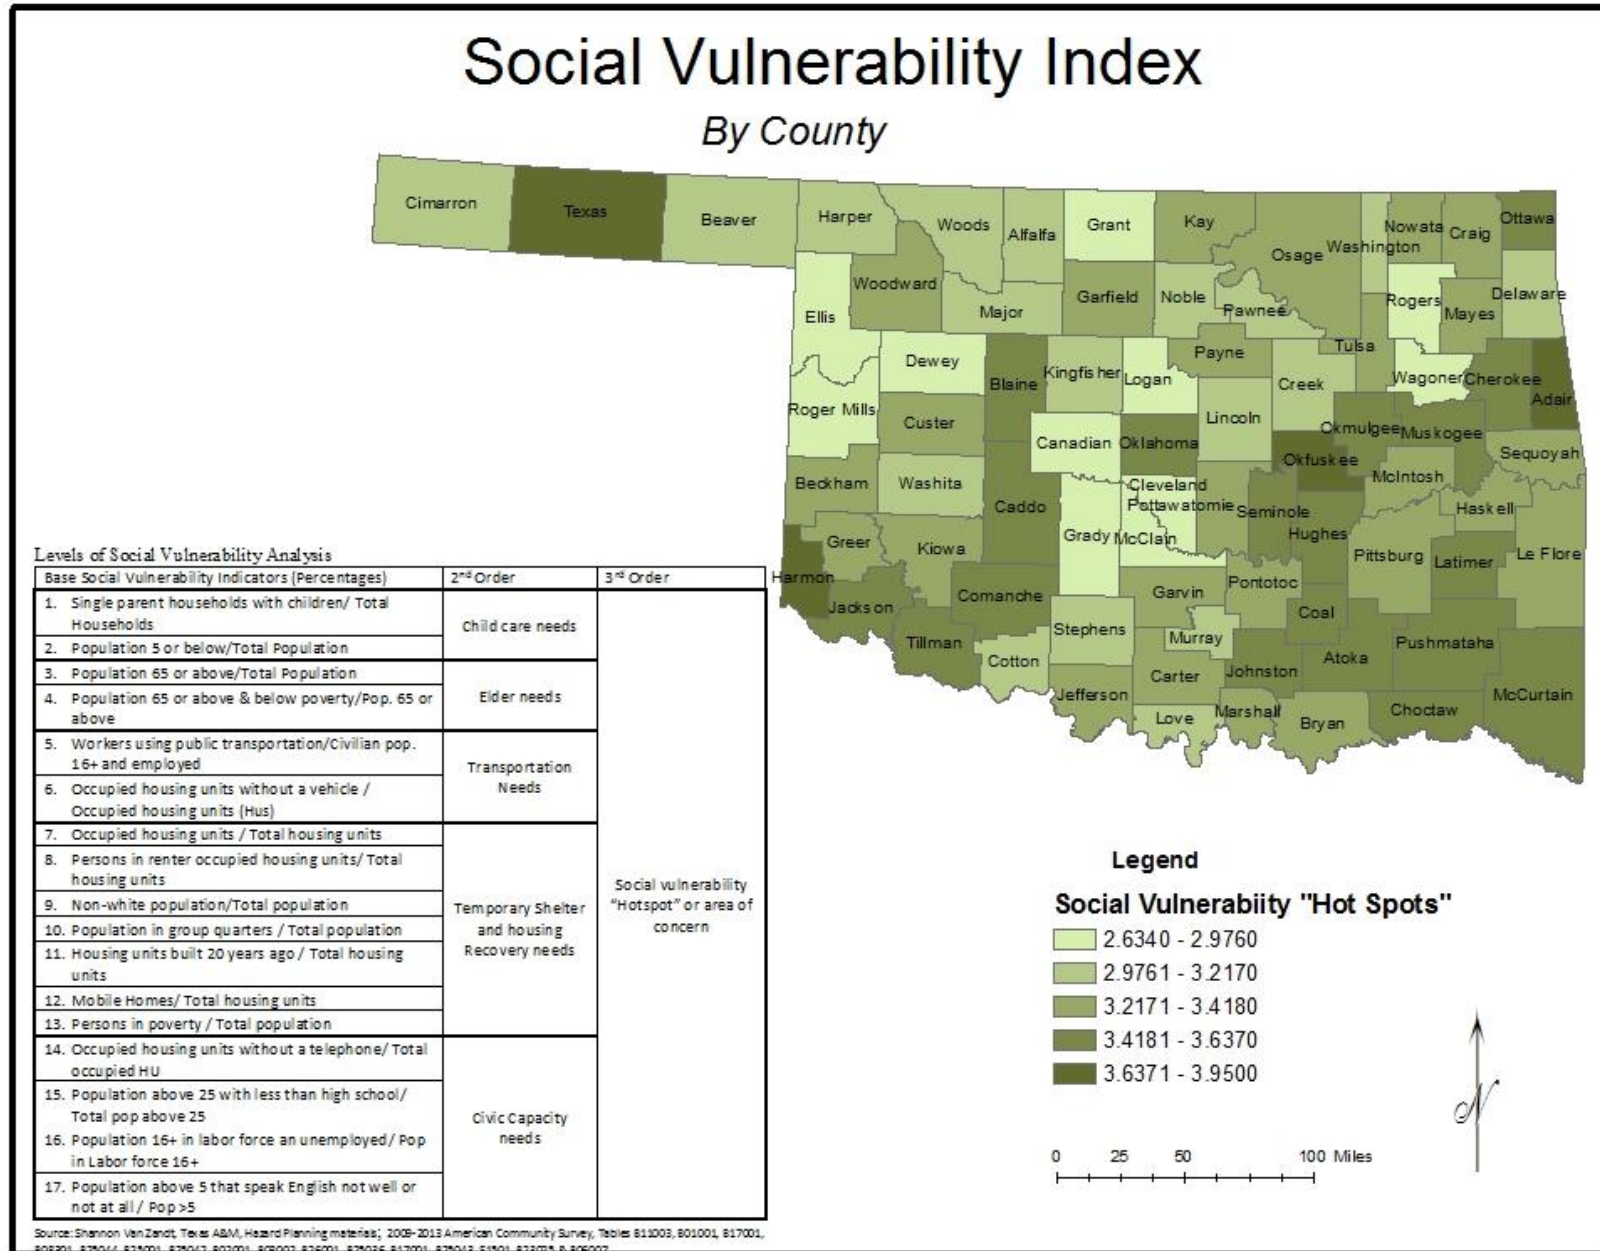 Social Vulnerability Index
By County
Cimarron
Texas
Beaver
Harper
Woods
Alfalfa
Grant
Kay
Osage
Washington
Nowata
Craig
Ottawa
Ellis
Woodward
Major
Garfield
Noble
Pawnee
Rogers
Mayes
Delaware
Dewey
Blaine
Kingfisher
Logan
Payne
Creek
Tulsa
Wagoner
Cherokee
Adair
Roger Mills
Custer
Canadian
Oklahoma
Lincoln
Okmulgee
Muskogee
Sequoyah
Beckham
Washita
Caddo
Grady
McClain
Cleveland
Pottawatomie
Seminole
Okfuskee
Hughes
McIntosh
Haskell
Pittsburg
Latimer
Le Flore
Harmon
Greer
Kiowa
Jackson
Comanche
Tillman
Cotton
Stephens
Garvin
Murray
Pontotoc
Coal
Pushmataha
Jefferson
Carter
Love
Johnston
Marshall
Atoka
Bryan
Choctaw
McCurtain
Levels of Social Vulnerability Analysis
Base Social Vulnerability Indicators (Percentages)
2nd Order
3rd Order
1. Single parent households with children/ Total
Households
2. Population 5 or below/Total Population
Child care needs
3. Population 65 or above/Total Population
4. Population 65 or above & below poverty/Pop. 65 or
above
Elder needs
5. Workers using public transportation/Civilian pop.
16+ and employed
6. Occupied housing units without a vehicle /
Occupied housing units (Hus)
Transportation
Needs
7. Occupied housing units / Total housing units
8. Persons in renter occupied housing units/ Total
housing units
9. Non-white population/Total population
10. Population in group quarters / Total population
11. Housing units built 20 years ago / Total housing
units
12. Mobile Homes/ Total housing units
13. Persons in poverty / Total population
Temporary Shelter
and housing
Recovery needs
14. Occupied housing units without a telephone/ Total
occupied HU
15. Population above 25 with less than high school/
Total pop above 25
16. Population 16+ in labor force an unemployed/ Pop
in Labor force 16+
17. Population above 5 that speak English not well or
not at all / Pop >5
Civic Capacity
needs
Social vulnerability
"Hotspot" or area of
concern
Source: Shannon Van Zandt, Texas A&M, Hazard Planning materials; 2009-2013 American Community Survey, Tables B11003, B01001, B17001,
Legend
Social Vulnerabiity "Hot Spots"
2.6340 - 2.9760
2.9761 - 3.2170
3.2171 - 3.4180
3.4181 - 3.6370
3.6371 - 3.9500
0 25 50 100 Miles
N